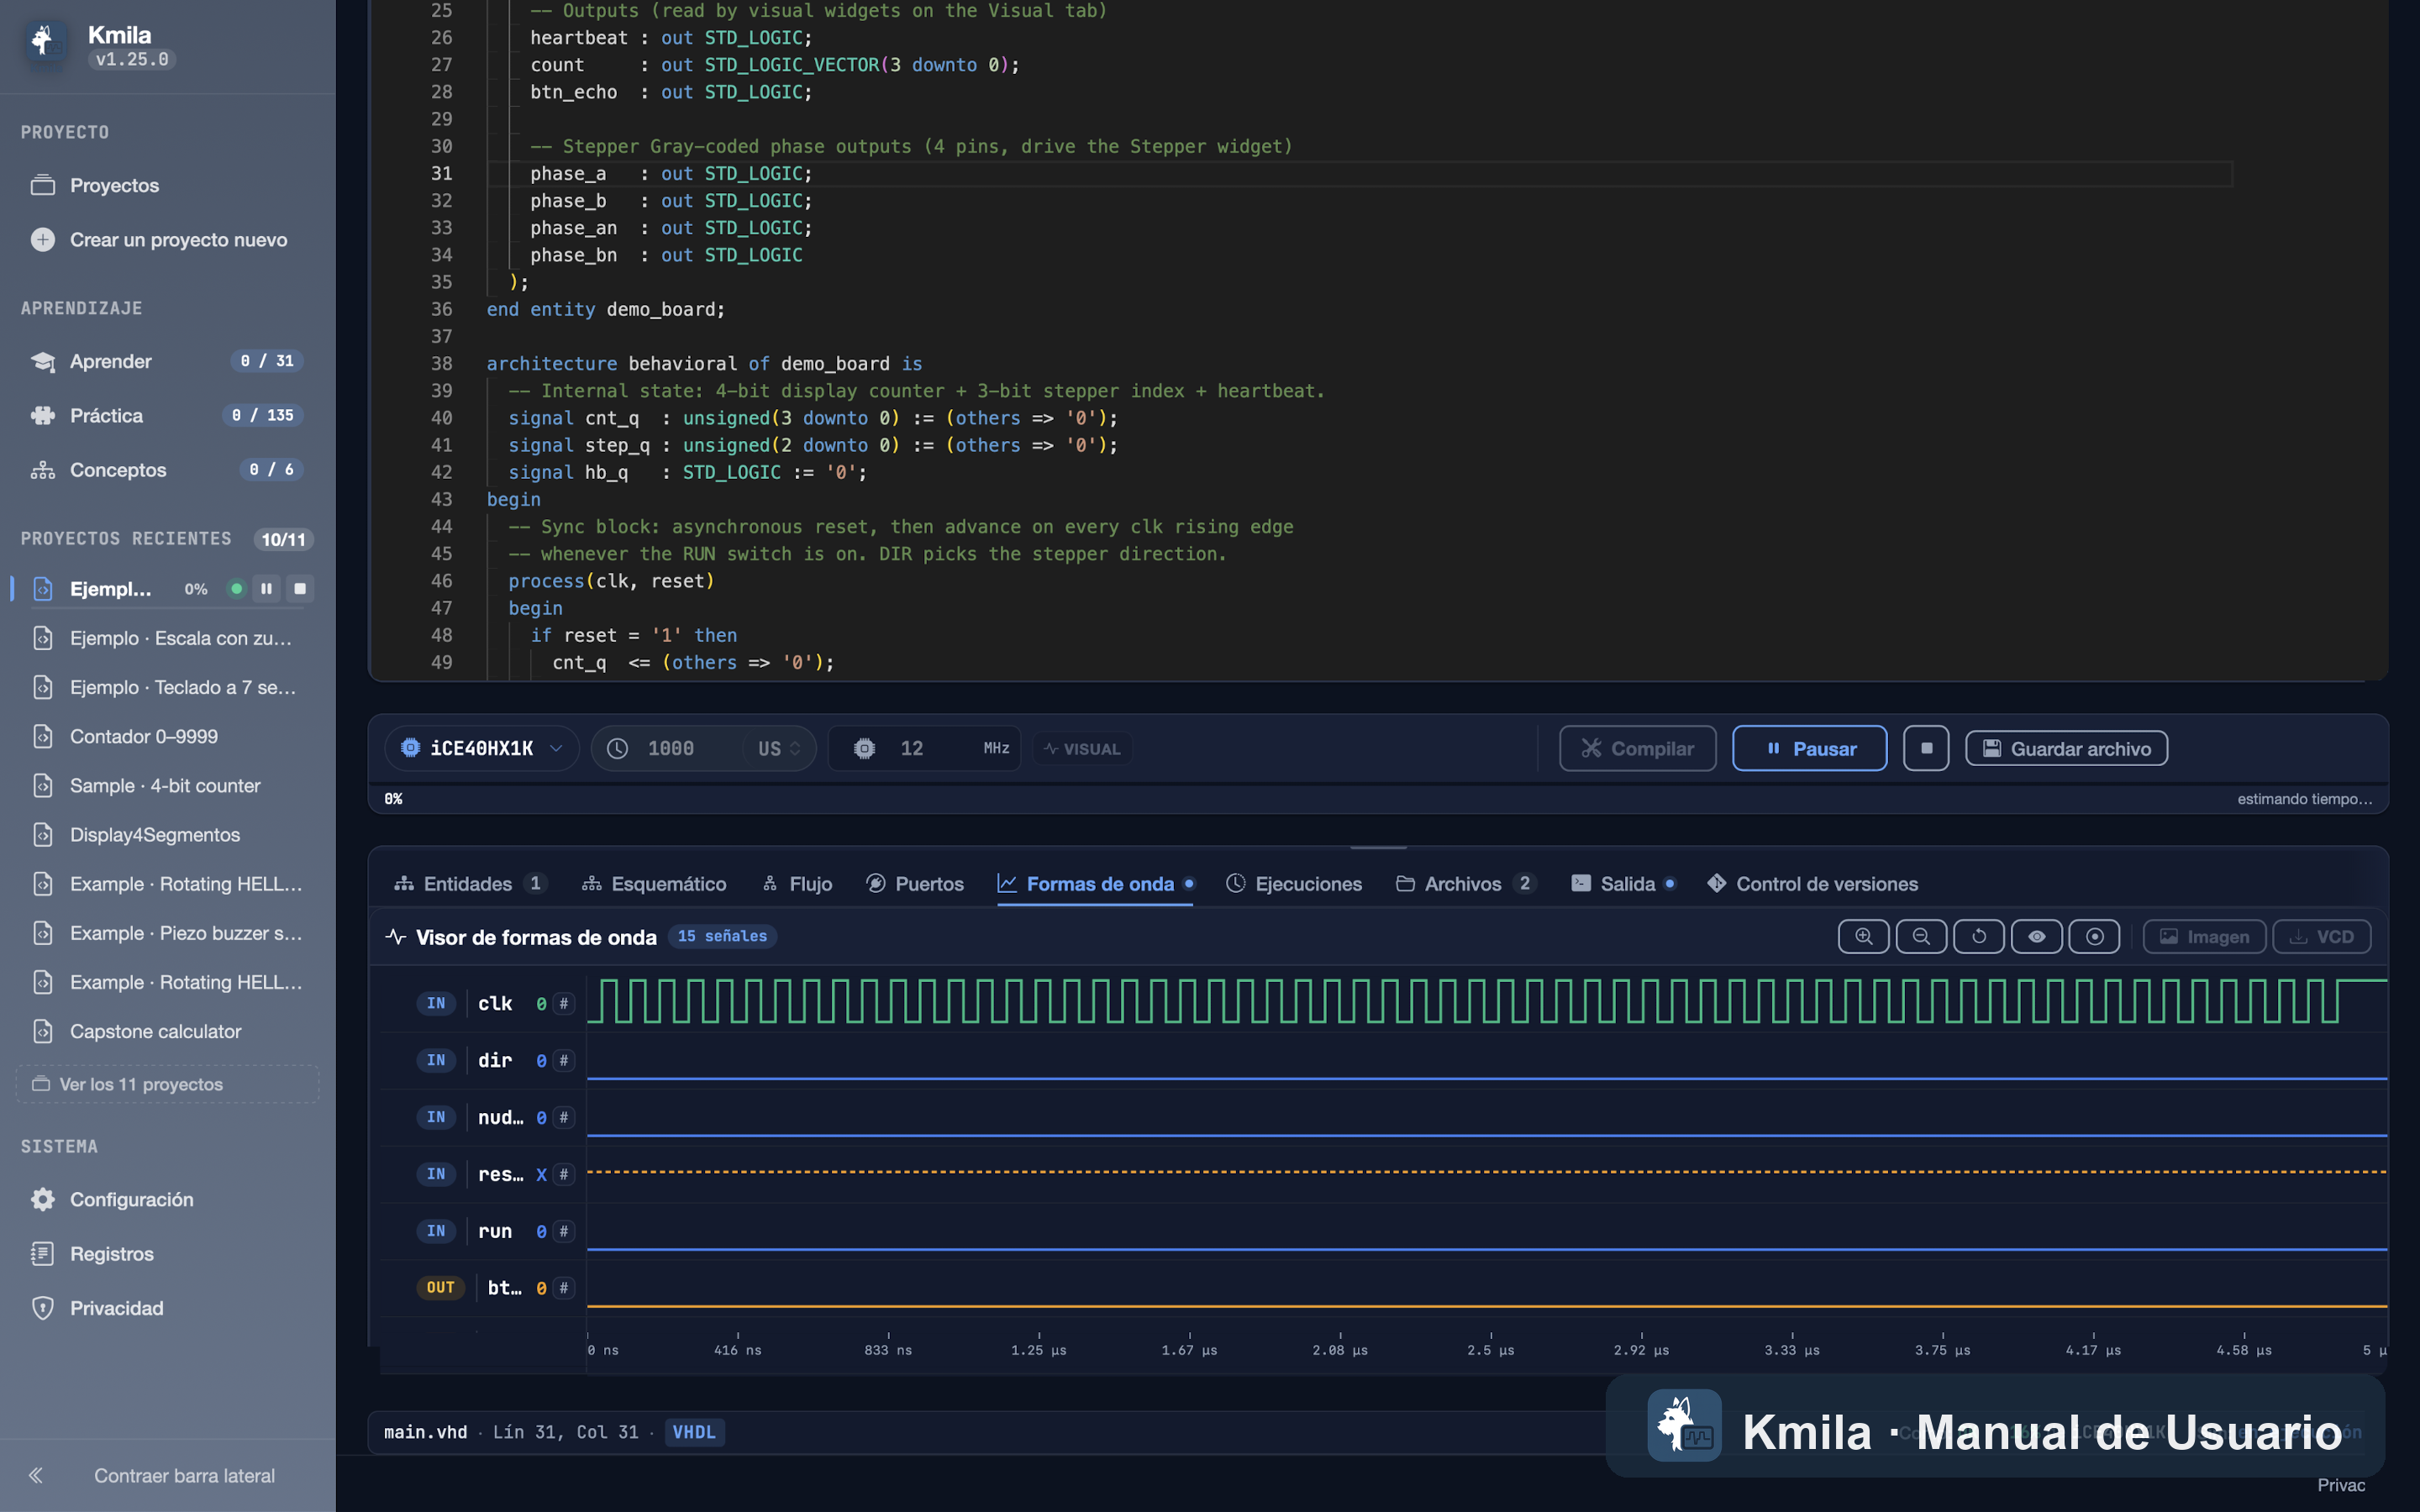 Kmila
v1.25.0
PROYECTO
Proyectos
Crear un proyecto nuevo
APRENDIZAJE
Aprender 0 / 31
Práctica 0 / 135
Conceptos 0 / 6
PROYECTOS RECIENTES 10/11
Ejempl... 0%
Ejemplo · Escala con zu...
Ejemplo · Teclado a 7 se...
Contador 0–9999
Sample · 4-bit counter
Display4Segmentos
Example · Rotating HELL...
Example · Piezo buzzer s...
Example · Rotating HELL...
Capstone calculator
Ver los 11 proyectos
SISTEMA
Configuración
Registros
Privacidad
Contraer barra lateral
25 -- Outputs (read by visual widgets on the Visual tab)
26 heartbeat : out STD_LOGIC;
27 count : out STD_LOGIC_VECTOR(3 downto 0);
28 btn_echo : out STD_LOGIC;
29
30 -- Stepper Gray-coded phase outputs (4 pins, drive the Stepper widget)
31 phase_a : out STD_LOGIC;
32 phase_b : out STD_LOGIC;
33 phase_an : out STD_LOGIC;
34 phase_bn : out STD_LOGIC
35 );
36 end entity demo_board;
37
38 architecture behavioral of demo_board is
39 -- Internal state: 4-bit display counter + 3-bit stepper index + heartbeat.
40 signal cnt_q : unsigned(3 downto 0) := (others => '0');
41 signal step_q : unsigned(2 downto 0) := (others => '0');
42 signal hb_q : STD_LOGIC := '0';
43 begin
44 -- Sync block: asynchronous reset, then advance on every clk rising edge
45 -- whenever the RUN switch is on. DIR picks the stepper direction.
46 process(clk, reset)
47 begin
48 if reset = '1' then
49 cnt_q <= (others => '0');
iCE40HX1K 1000 US 12 MHz VISUAL Compilar Pausar Guardar archivo
0% estimando tiempo...
Entidades 1 Esquemático Flujo Puertos Formas de onda Ejecuciones Archivos 2 Salida Control de versiones
Visor de formas de onda 15 señales Imagen VCD
IN clk 0 #
IN dir 0 #
IN nud... 0 #
IN res... X #
IN run 0 #
OUT bt... 0 #
0 ns 416 ns 833 ns 1.25 µs 1.67 µs 2.08 µs 2.5 µs 2.92 µs 3.33 µs 3.75 µs 4.17 µs 4.58 µs 5 µ
main.vhd · Lín 31, Col 31 · VHDL
Kmila · Manual de Usuario
Privac